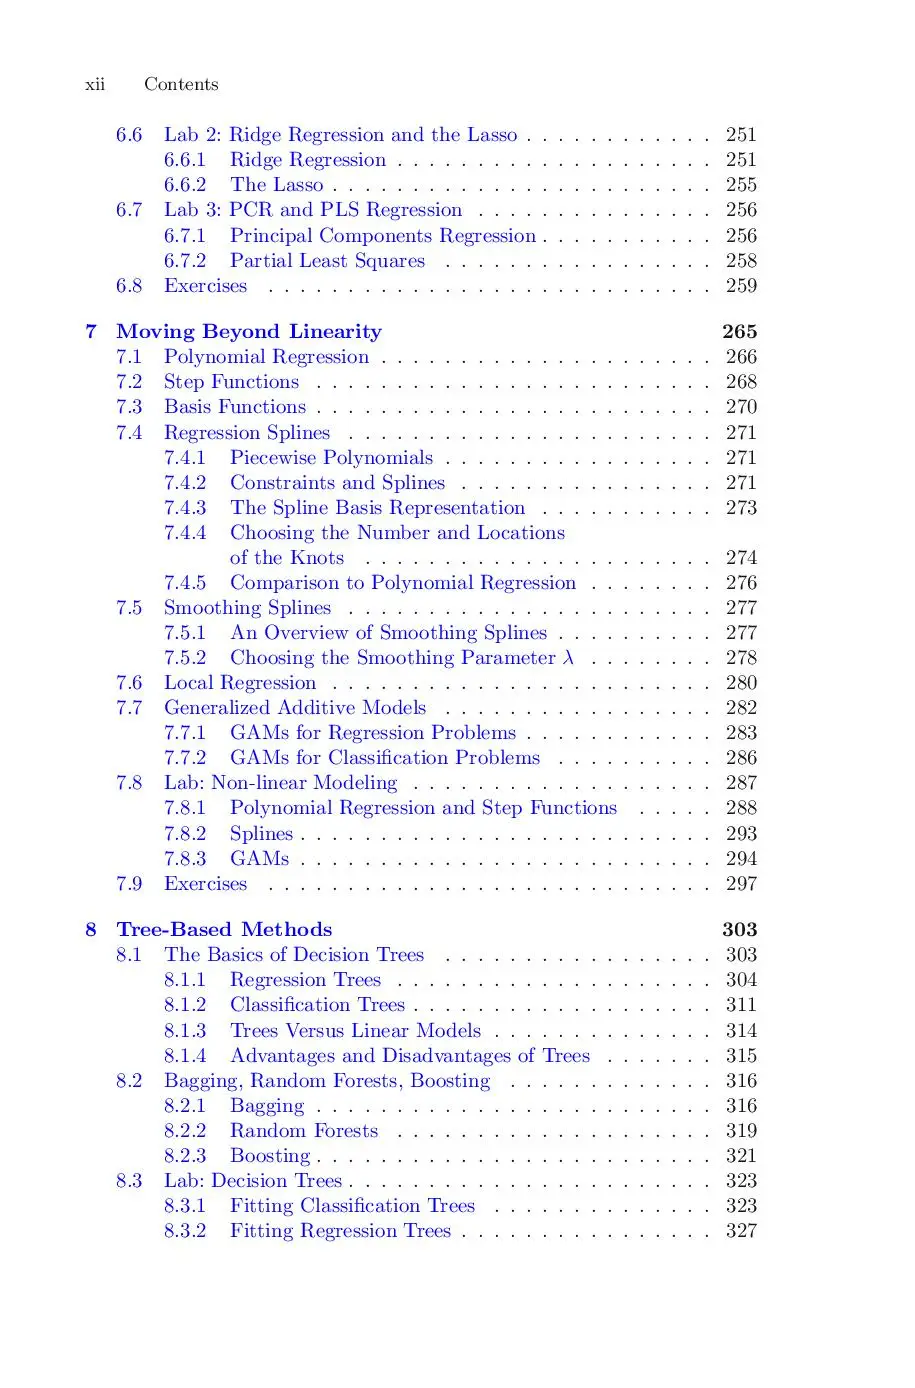 xii Contents
6.6 Lab 2: Ridge Regression and the Lasso . . . . . . . . . . . . 251
6.6.1 Ridge Regression . . . . . . . . . . . . . . . . . . . . 251
6.6.2 The Lasso . . . . . . . . . . . . . . . . . . . . . . . . 255
6.7 Lab 3: PCR and PLS Regression . . . . . . . . . . . . . . . 256
6.7.1 Principal Components Regression . . . . . . . . . . . 256
6.7.2 Partial Least Squares . . . . . . . . . . . . . . . . . 258
6.8 Exercises . . . . . . . . . . . . . . . . . . . . . . . . . . . . 259
7 Moving Beyond Linearity 265
7.1 Polynomial Regression . . . . . . . . . . . . . . . . . . . . . 266
7.2 Step Functions . . . . . . . . . . . . . . . . . . . . . . . . . 268
7.3 Basis Functions . . . . . . . . . . . . . . . . . . . . . . . . . 270
7.4 Regression Splines . . . . . . . . . . . . . . . . . . . . . . . 271
7.4.1 Piecewise Polynomials . . . . . . . . . . . . . . . . . 271
7.4.2 Constraints and Splines . . . . . . . . . . . . . . . . 271
7.4.3 The Spline Basis Representation . . . . . . . . . . . 273
7.4.4 Choosing the Number and Locations
of the Knots . . . . . . . . . . . . . . . . . . . . . . 274
7.4.5 Comparison to Polynomial Regression . . . . . . . . 276
7.5 Smoothing Splines . . . . . . . . . . . . . . . . . . . . . . . 277
7.5.1 An Overview of Smoothing Splines . . . . . . . . . . 277
7.5.2 Choosing the Smoothing Parameter λ . . . . . . . . 278
7.6 Local Regression . . . . . . . . . . . . . . . . . . . . . . . . 280
7.7 Generalized Additive Models . . . . . . . . . . . . . . . . . 282
7.7.1 GAMs for Regression Problems . . . . . . . . . . . . 283
7.7.2 GAMs for Classification Problems . . . . . . . . . . 286
7.8 Lab: Non-linear Modeling . . . . . . . . . . . . . . . . . . . 287
7.8.1 Polynomial Regression and Step Functions . . . . . 288
7.8.2 Splines . . . . . . . . . . . . . . . . . . . . . . . . . . 293
7.8.3 GAMs . . . . . . . . . . . . . . . . . . . . . . . . . . 294
7.9 Exercises . . . . . . . . . . . . . . . . . . . . . . . . . . . . 297
8 Tree-Based Methods 303
8.1 The Basics of Decision Trees . . . . . . . . . . . . . . . . . 303
8.1.1 Regression Trees . . . . . . . . . . . . . . . . . . . . 304
8.1.2 Classification Trees . . . . . . . . . . . . . . . . . . . 311
8.1.3 Trees Versus Linear Models . . . . . . . . . . . . . . 314
8.1.4 Advantages and Disadvantages of Trees . . . . . . . 315
8.2 Bagging, Random Forests, Boosting . . . . . . . . . . . . . 316
8.2.1 Bagging . . . . . . . . . . . . . . . . . . . . . . . . . 316
8.2.2 Random Forests . . . . . . . . . . . . . . . . . . . . 319
8.2.3 Boosting . . . . . . . . . . . . . . . . . . . . . . . . . 321
8.3 Lab: Decision Trees . . . . . . . . . . . . . . . . . . . . . . . 323
8.3.1 Fitting Classification Trees . . . . . . . . . . . . . . 323
8.3.2 Fitting Regression Trees . . . . . . . . . . . . . . . . 327